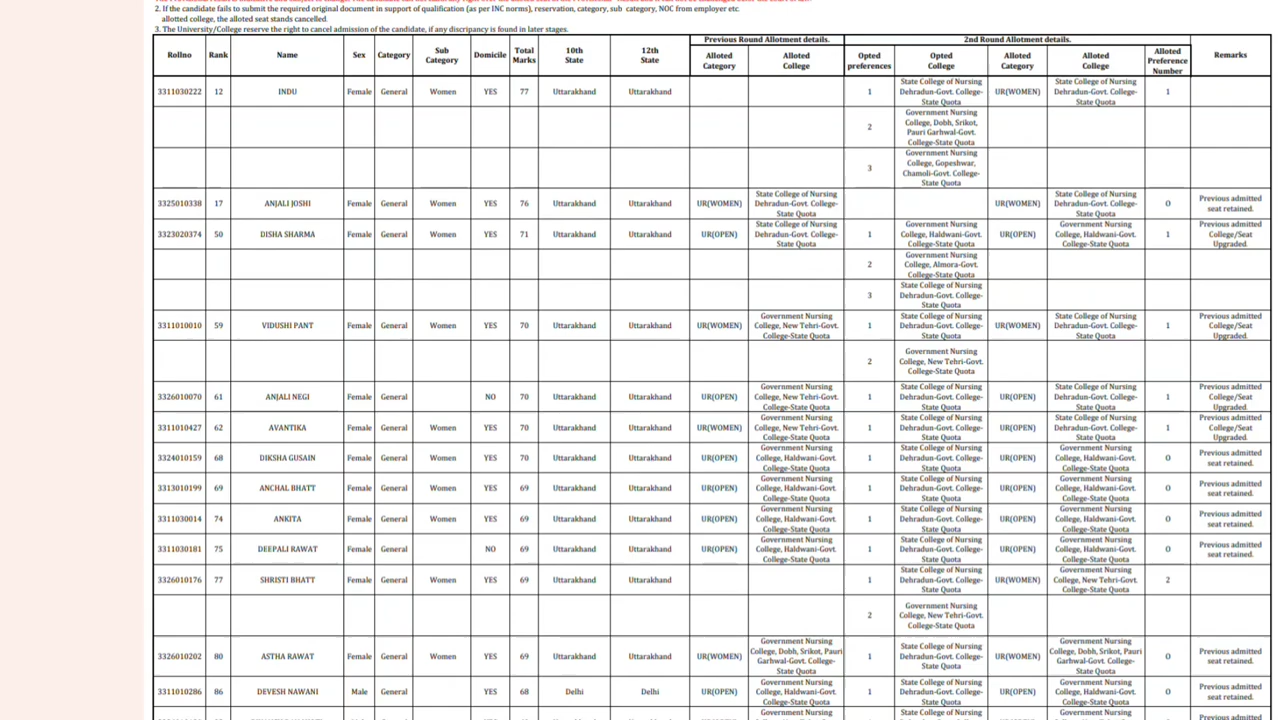 2. If the candidate fails to submit the required original document in support of qualification (as per INC norms), reservation, category, sub category, NOC from employer etc
allotted college, the alloted seat stands cancelled.
3. The University/College reserve the right to cancel admission of the candidate, if any discrepancy is found in later stages.
Previous Round Allotment details. 2nd Round Allotment details.
Rollno Rank Name Sex Category Sub Category Domicile Total Marks 10th State 12th State Alloted Category Alloted College Opted preferences Opted College Alloted Category Alloted College Alloted Preference Number Remarks
3311030222 12 INDU Female General Women YES 77 Uttarakhand Uttarakhand 1 State College of Nursing Dehradun-Govt. College-State Quota UR(WOMEN) State College of Nursing Dehradun-Govt. College-State Quota 1
2 Government Nursing College, Dobh, Srikot, Pauri Garhwal-Govt. College-State Quota
3 Government Nursing College, Gopeshwar, Chamoli-Govt. College-State Quota
3325010338 17 ANJALI JOSHI Female General Women YES 76 Uttarakhand Uttarakhand UR(WOMEN) State College of Nursing Dehradun-Govt. College-State Quota UR(WOMEN) State College of Nursing Dehradun-Govt. College-State Quota 0 Previous admitted seat retained.
3323020374 50 DISHA SHARMA Female General Women YES 71 Uttarakhand Uttarakhand UR(OPEN) State College of Nursing Dehradun-Govt. College-State Quota 1 Government Nursing College, Haldwani-Govt. College-State Quota UR(OPEN) Government Nursing College, Haldwani-Govt. College-State Quota 1 Previous admitted College/Seat Upgraded.
2 Government Nursing College, Almora-Govt. College-State Quota
3 State College of Nursing Dehradun-Govt. College-State Quota
3311010010 59 VIDUSHI PANT Female General Women YES 70 Uttarakhand Uttarakhand UR(WOMEN) Government Nursing College, New Tehri-Govt. College-State Quota 1 State College of Nursing Dehradun-Govt. College-State Quota UR(WOMEN) State College of Nursing Dehradun-Govt. College-State Quota 1 Previous admitted College/Seat Upgraded.
2 Government Nursing College, New Tehri-Govt. College-State Quota
3326010070 61 ANJALI NEGI Female General NO 70 Uttarakhand Uttarakhand UR(OPEN) Government Nursing College, New Tehri-Govt. College-State Quota 1 State College of Nursing Dehradun-Govt. College-State Quota UR(OPEN) State College of Nursing Dehradun-Govt. College-State Quota 1 Previous admitted College/Seat Upgraded.
3311010427 62 AVANTIKA Female General Women YES 70 Uttarakhand Uttarakhand UR(WOMEN) Government Nursing College, New Tehri-Govt. College-State Quota 1 State College of Nursing Dehradun-Govt. College-State Quota UR(OPEN) State College of Nursing Dehradun-Govt. College-State Quota 1 Previous admitted College/Seat Upgraded.
3324010159 68 DIKSHA GUSAIN Female General Women YES 70 Uttarakhand Uttarakhand UR(OPEN) Government Nursing College, Haldwani-Govt. College-State Quota 1 State College of Nursing Dehradun-Govt. College-State Quota UR(OPEN) Government Nursing College, Haldwani-Govt. College-State Quota 0 Previous admitted seat retained.
3313010199 69 ANCHAL BHATT Female General Women YES 69 Uttarakhand Uttarakhand UR(OPEN) Government Nursing College, Haldwani-Govt. College-State Quota 1 State College of Nursing Dehradun-Govt. College-State Quota UR(OPEN) Government Nursing College, Haldwani-Govt. College-State Quota 0 Previous admitted seat retained.
3311030014 74 ANKITA Female General Women YES 69 Uttarakhand Uttarakhand UR(OPEN) Government Nursing College, Haldwani-Govt. College-State Quota 1 State College of Nursing Dehradun-Govt. College-State Quota UR(OPEN) Government Nursing College, Haldwani-Govt. College-State Quota 0 Previous admitted seat retained.
3311030181 75 DEEPALI RAWAT Female General NO 69 Uttarakhand Uttarakhand UR(OPEN) Government Nursing College, Haldwani-Govt. College-State Quota 1 State College of Nursing Dehradun-Govt. College-State Quota UR(OPEN) Government Nursing College, Haldwani-Govt. College-State Quota 0 Previous admitted seat retained.
3326010176 77 SHRISTI BHATT Female General Women YES 69 Uttarakhand Uttarakhand 1 State College of Nursing Dehradun-Govt. College-State Quota UR(WOMEN) Government Nursing College, New Tehri-Govt. College-State Quota 2
2 Government Nursing College, New Tehri-Govt. College-State Quota
3326010202 80 ASTHA RAWAT Female General Women YES 69 Uttarakhand Uttarakhand UR(WOMEN) Government Nursing College, Dobh, Srikot, Pauri Garhwal-Govt. College-State Quota 1 State College of Nursing Dehradun-Govt. College-State Quota UR(WOMEN) Government Nursing College, Dobh, Srikot, Pauri Garhwal-Govt. College-State Quota 0 Previous admitted seat retained.
3311010286 86 DEVESH NAWANI Male General YES 68 Delhi Delhi UR(OPEN) Government Nursing College, Haldwani-Govt. College-State Quota 1 State College of Nursing Dehradun-Govt. College-State Quota UR(OPEN) Government Nursing College, Haldwani-Govt. College-State Quota 0 Previous admitted seat retained.
Government Nursing State College of Nursing Government Nursing Previous admitted